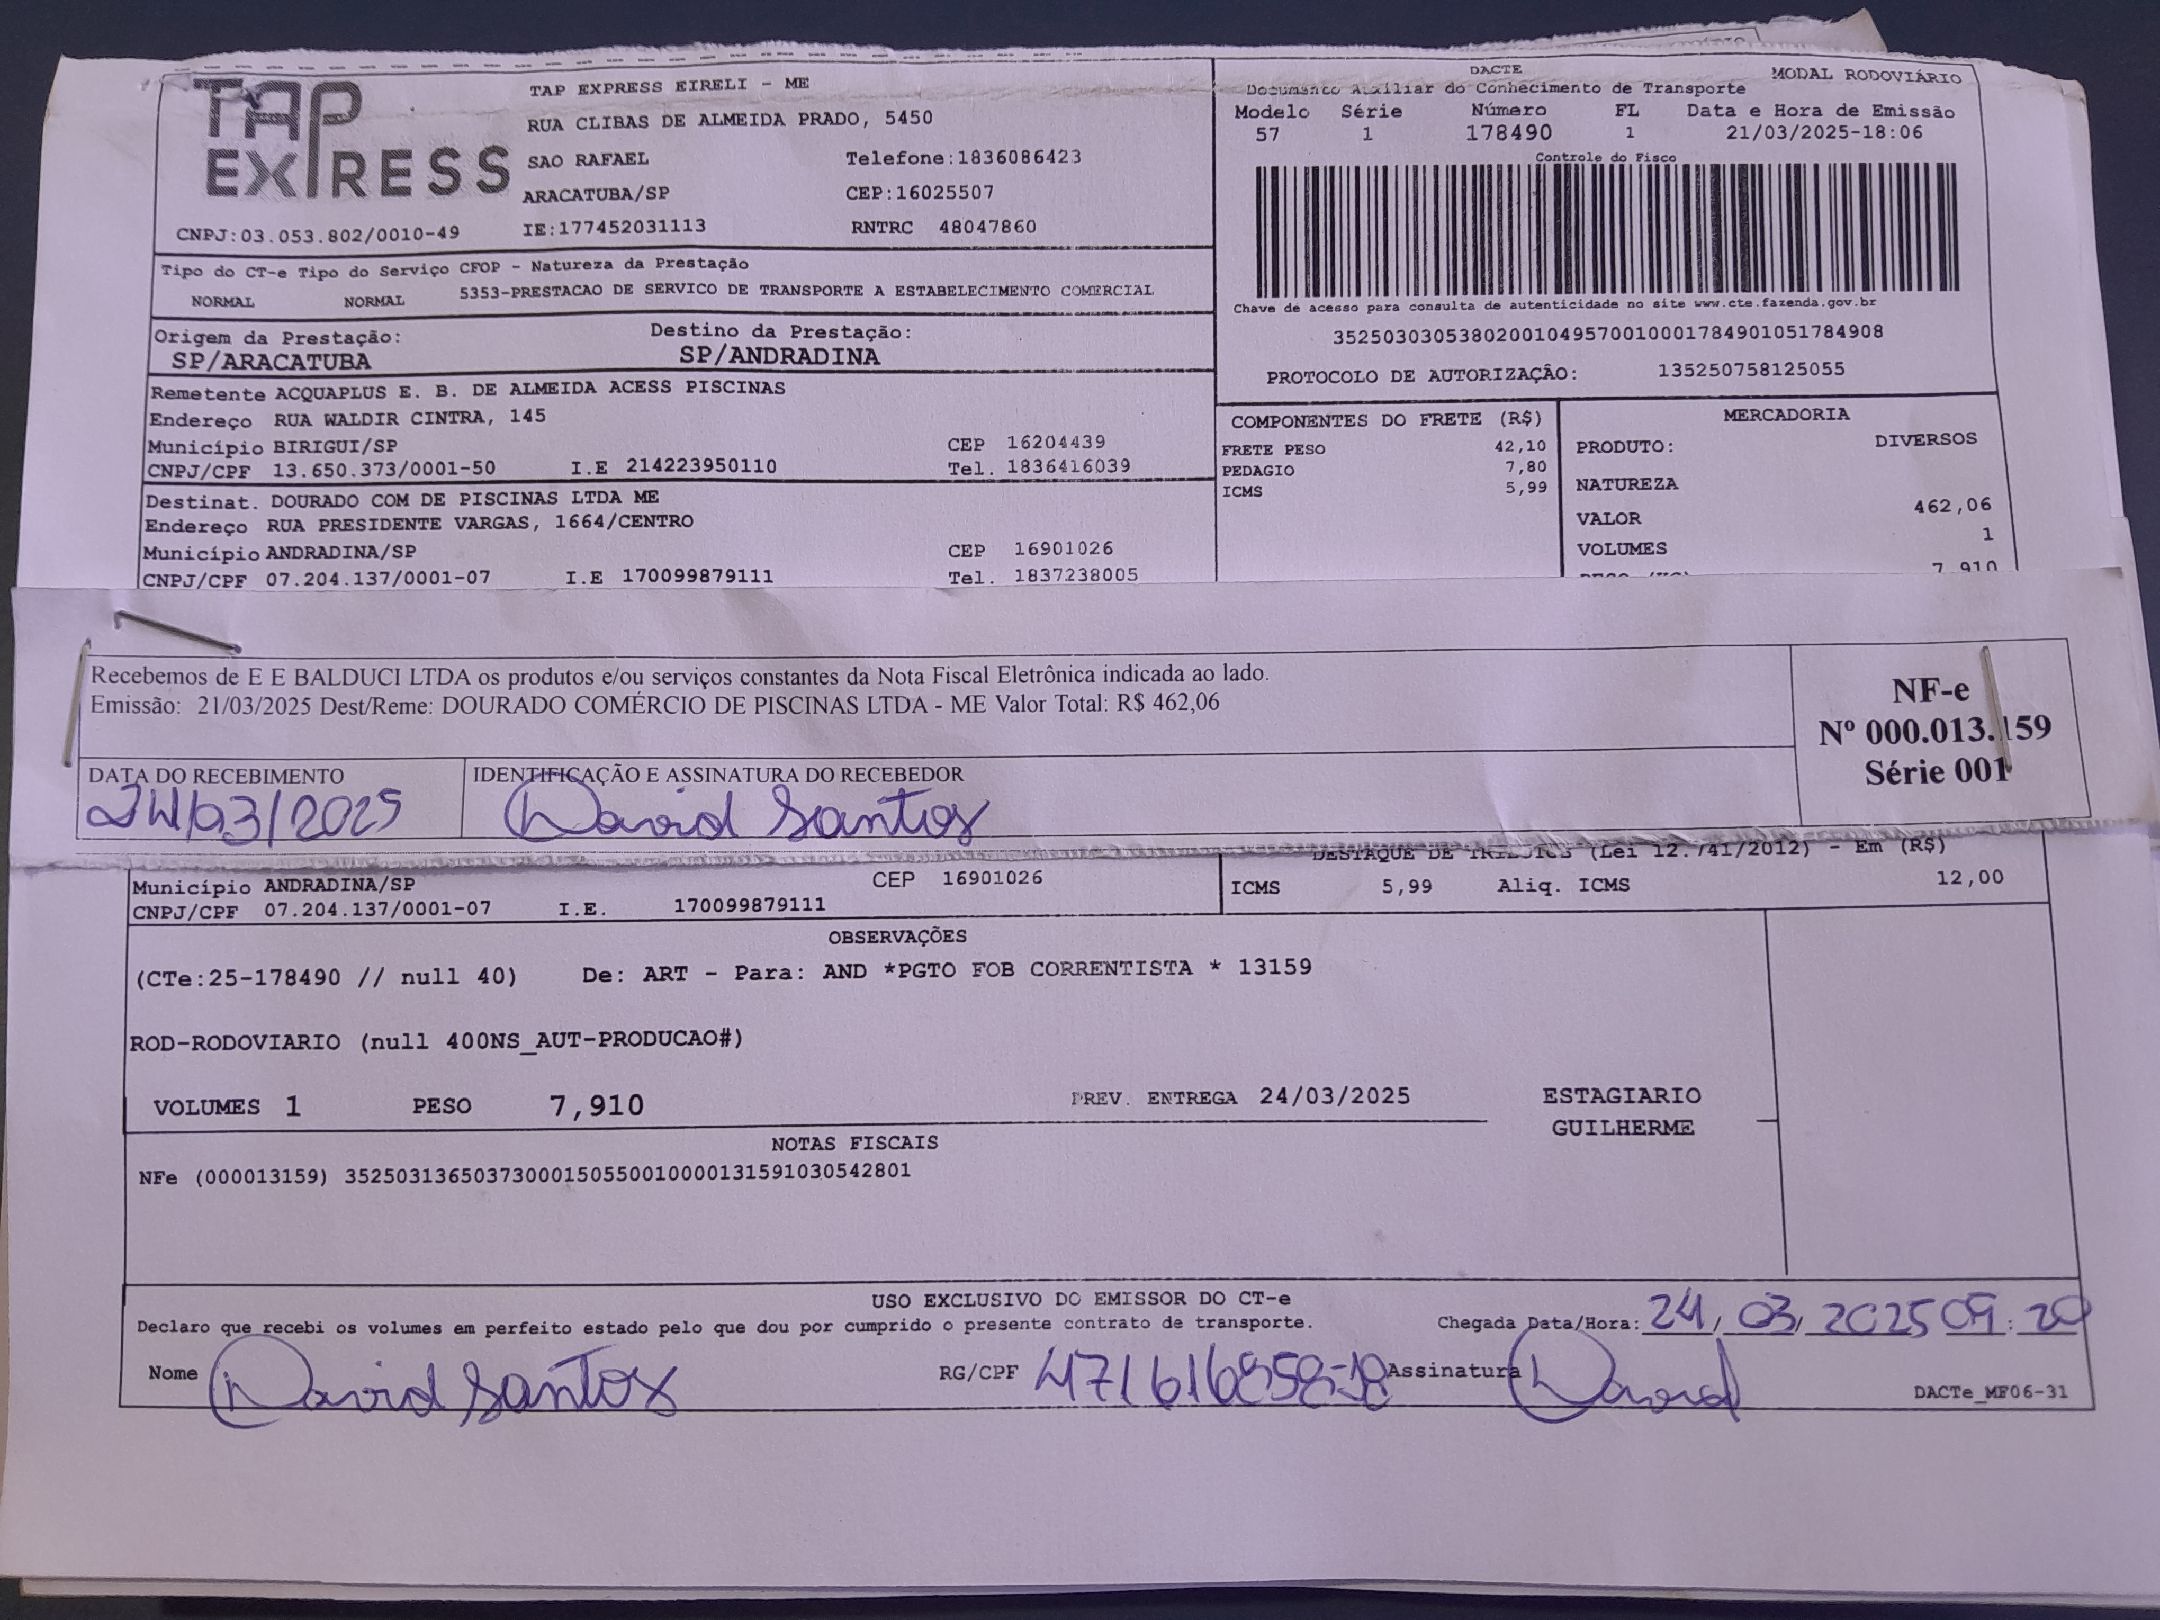 TAP EXPRESS
TAP EXPRESS EIRELI - ME
RUA CLIBAS DE ALMEIDA PRADO, 5450
SAO RAFAEL Telefone:1836086423
ARACATUBA/SP CEP:16025507
CNPJ:03.053.802/0010-49 IE:177452031113 RNTRC 48047860
DACTE MODAL RODOVIÁRIO
Documento Auxiliar do Conhecimento de Transporte
Modelo Série Número FL Data e Hora de Emissão
57 1 178490 1 21/03/2025-18:06
Controle do Fisco
Chave de acesso para consulta de autenticidade no site www.cte.fazenda.gov.br
35250303053802001049570010001784901051784908
PROTOCOLO DE AUTORIZAÇÃO: 135250758125055
Tipo do CT-e Tipo do Serviço CFOP - Natureza da Prestação
NORMAL NORMAL 5353-PRESTACAO DE SERVICO DE TRANSPORTE A ESTABELECIMENTO COMERCIAL
Origem da Prestação: Destino da Prestação:
SP/ARACATUBA SP/ANDRADINA
Remetente ACQUAPLUS E. B. DE ALMEIDA ACESS PISCINAS
Endereço RUA WALDIR CINTRA, 145
Município BIRIGUI/SP CEP 16204439
CNPJ/CPF 13.650.373/0001-50 I.E 214223950110 Tel. 1836416039
Destinat. DOURADO COM DE PISCINAS LTDA ME
Endereço RUA PRESIDENTE VARGAS, 1664/CENTRO
Município ANDRADINA/SP CEP 16901026
CNPJ/CPF 07.204.137/0001-07 I.E 170099879111 Tel. 1837238005
COMPONENTES DO FRETE (R$)
FRETE PESO 42,10
PEDAGIO 7,80
ICMS 5,99
MERCADORIA
PRODUTO: DIVERSOS
NATUREZA
VALOR 462,06
VOLUMES 1
7,910
Recebemos de E E BALDUCI LTDA os produtos e/ou serviços constantes da Nota Fiscal Eletrônica indicada ao lado.
Emissão: 21/03/2025 Dest/Reme: DOURADO COMÉRCIO DE PISCINAS LTDA - ME Valor Total: R$ 462,06
NF-e
Nº 000.013.159
Série 001
DATA DO RECEBIMENTO IDENTIFICAÇÃO E ASSINATURA DO RECEBEDOR
24/03/2025 David Santos
DESTAQUE DE TRIBUTOS (Lei 12.741/2012) - Em (R$)
Município ANDRADINA/SP CEP 16901026
CNPJ/CPF 07.204.137/0001-07 I.E. 170099879111
ICMS 5,99 Aliq. ICMS 12,00
OBSERVAÇÕES
(CTe:25-178490 // null 40) De: ART - Para: AND *PGTO FOB CORRENTISTA * 13159
ROD-RODOVIARIO (null 400NS_AUT-PRODUCAO#)
VOLUMES 1 PESO 7,910 PREV. ENTREGA 24/03/2025 ESTAGIARIO
GUILHERME
NOTAS FISCAIS
NFe (000013159) 35250313650373000150550010000131591030542801
USO EXCLUSIVO DO EMISSOR DO CT-e
Declaro que recebi os volumes em perfeito estado pelo que dou por cumprido o presente contrato de transporte. Chegada Data/Hora: 24/03/2025 09:20
Nome David Santos RG/CPF Assinatura David
DACTe_MF06-31